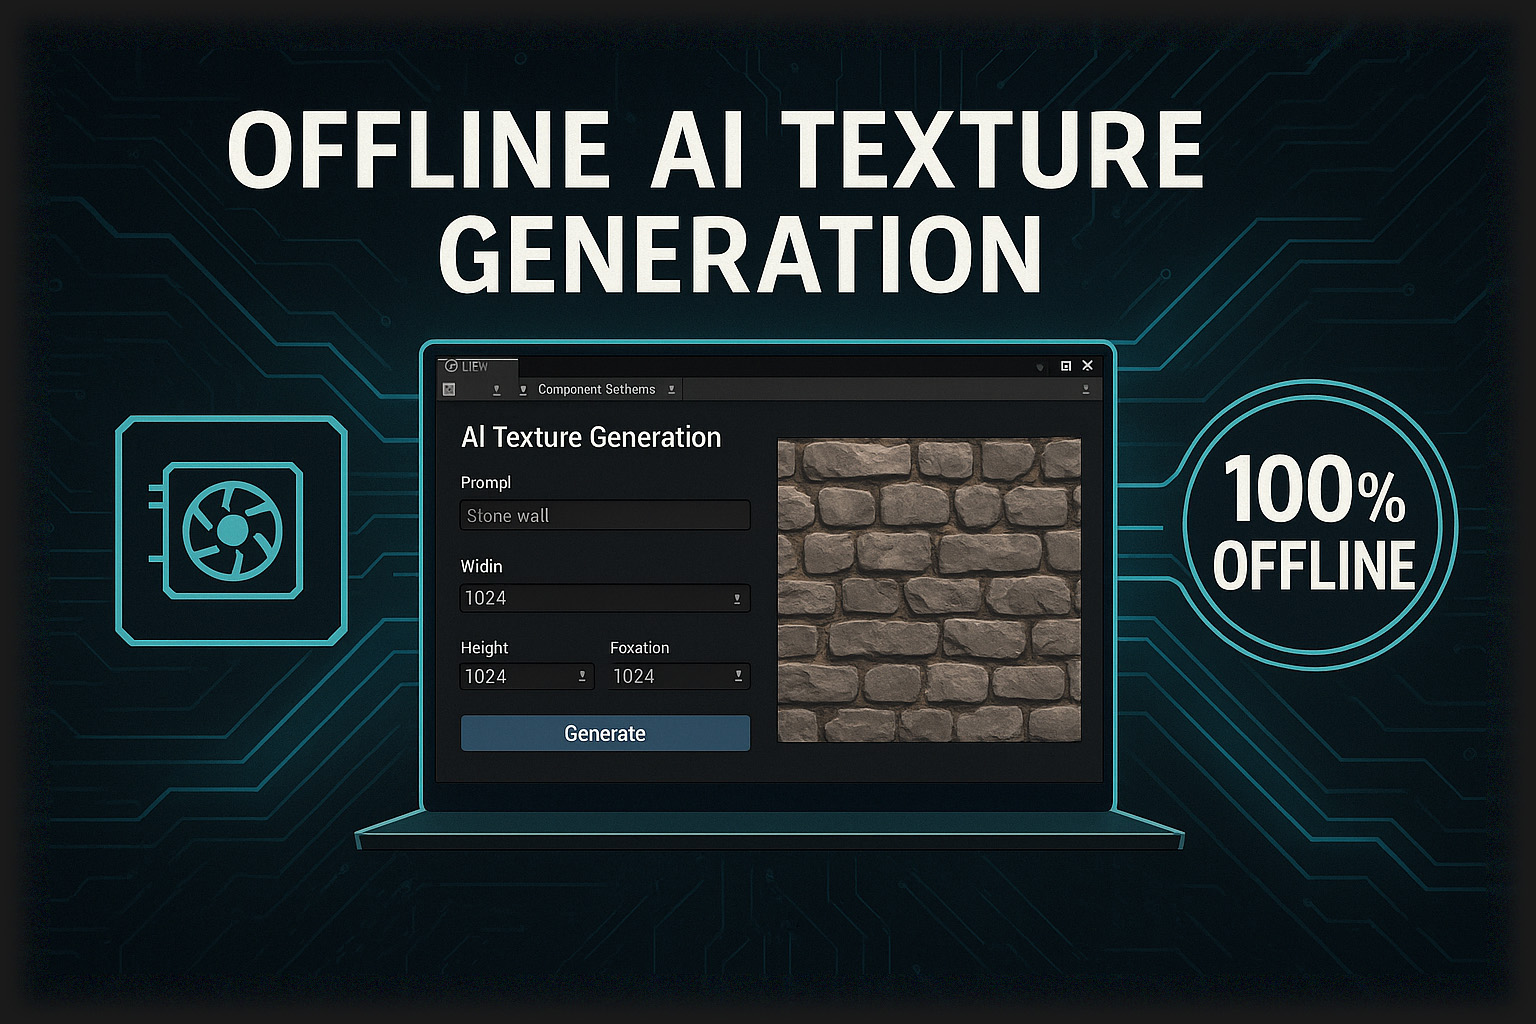 OFFLINE AI TEXTURE
GENERATION
LIEW
Component Sethems
AI Texture Generation
Prompl
Stone wall
Widin
1024
Height
Foxation
1024
1024
Generate
100%
OFFLINE